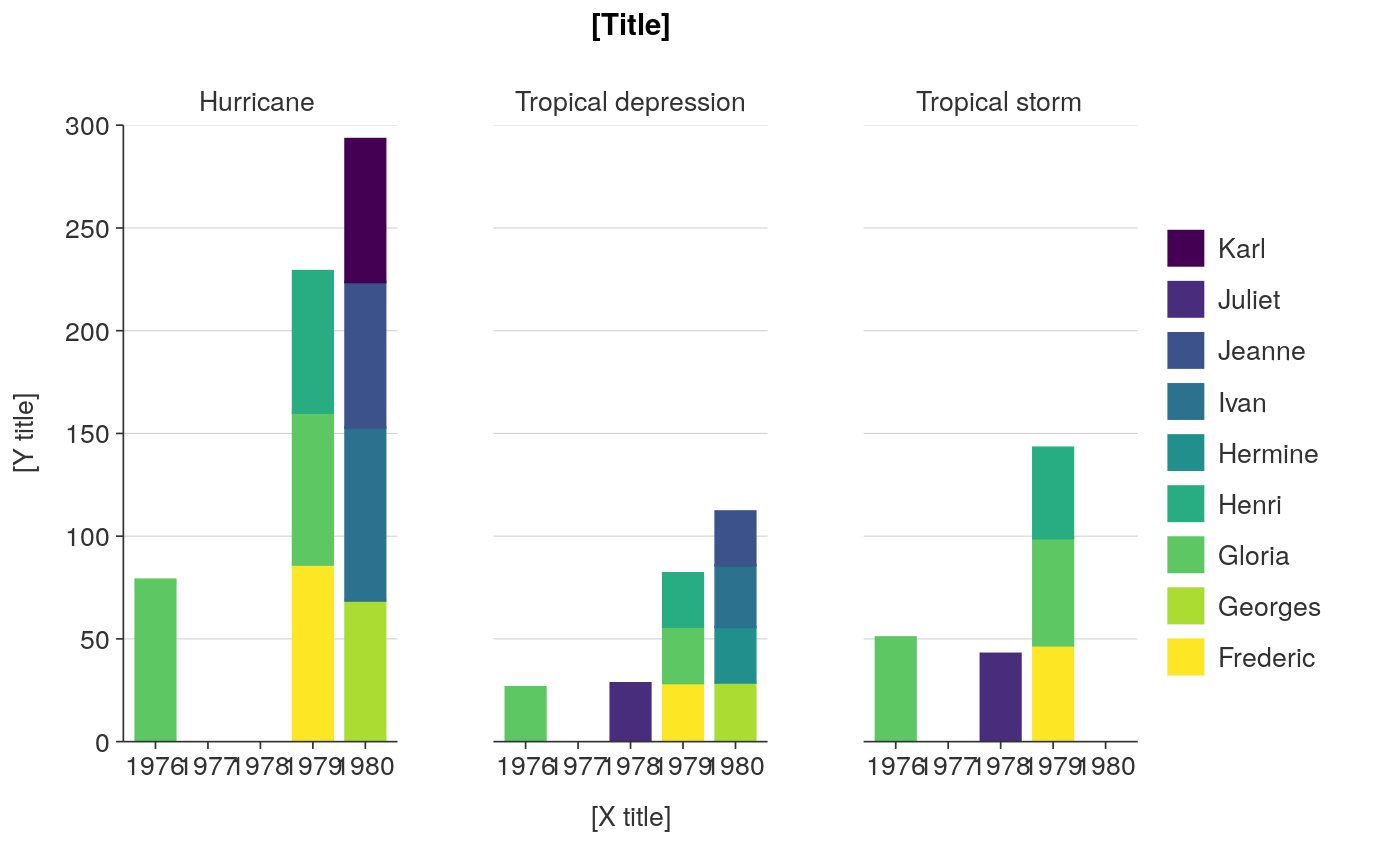 [Title]
Hurricane
Tropical depression
Tropical storm
300
250
200
150
100
50
0
[Y title]
1976 1977 1978 1979 1980
1976 1977 1978 1979 1980
1976 1977 1978 1979 1980
[X title]
Karl
Juliet
Jeanne
Ivan
Hermine
Henri
Gloria
Georges
Frederic